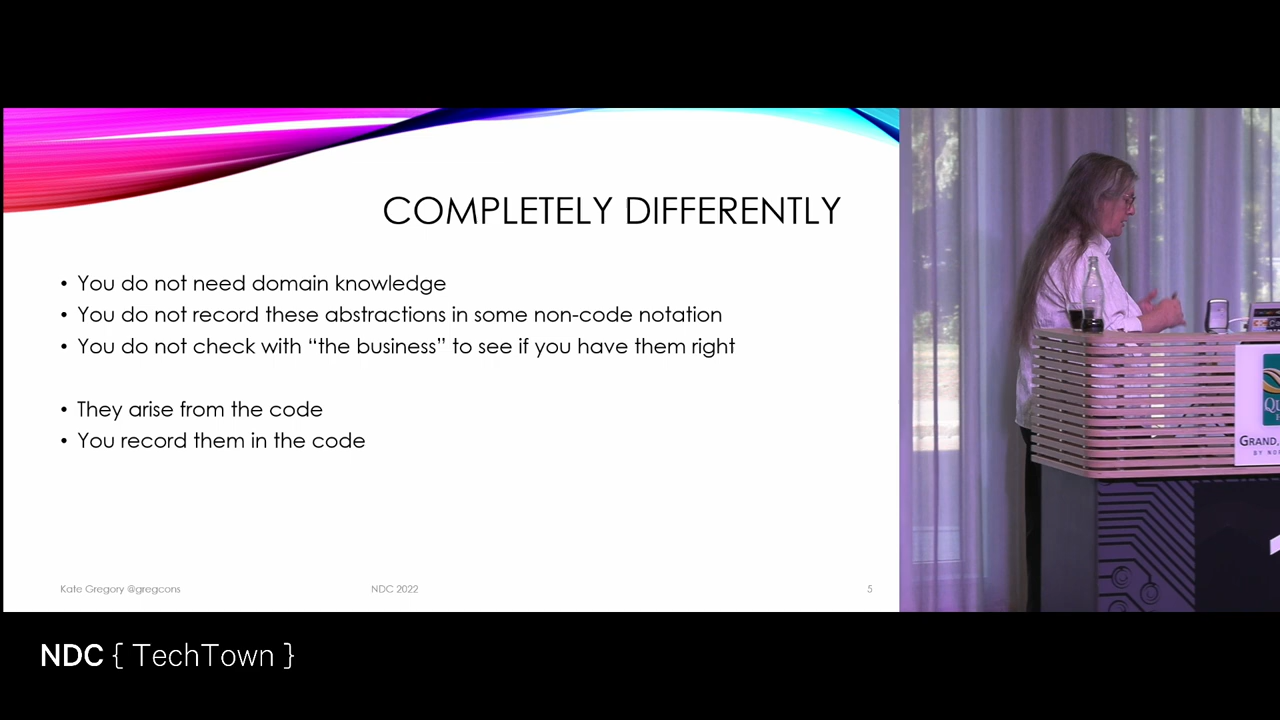 COMPLETELY DIFFERENTLY
• You do not need domain knowledge
• You do not record these abstractions in some non-code notation
• You do not check with “the business” to see if you have them right
• They arise from the code
• You record them in the code
Kate Gregory @gregcons
NDC 2022
5
GRAND,
NDC { TechTown }